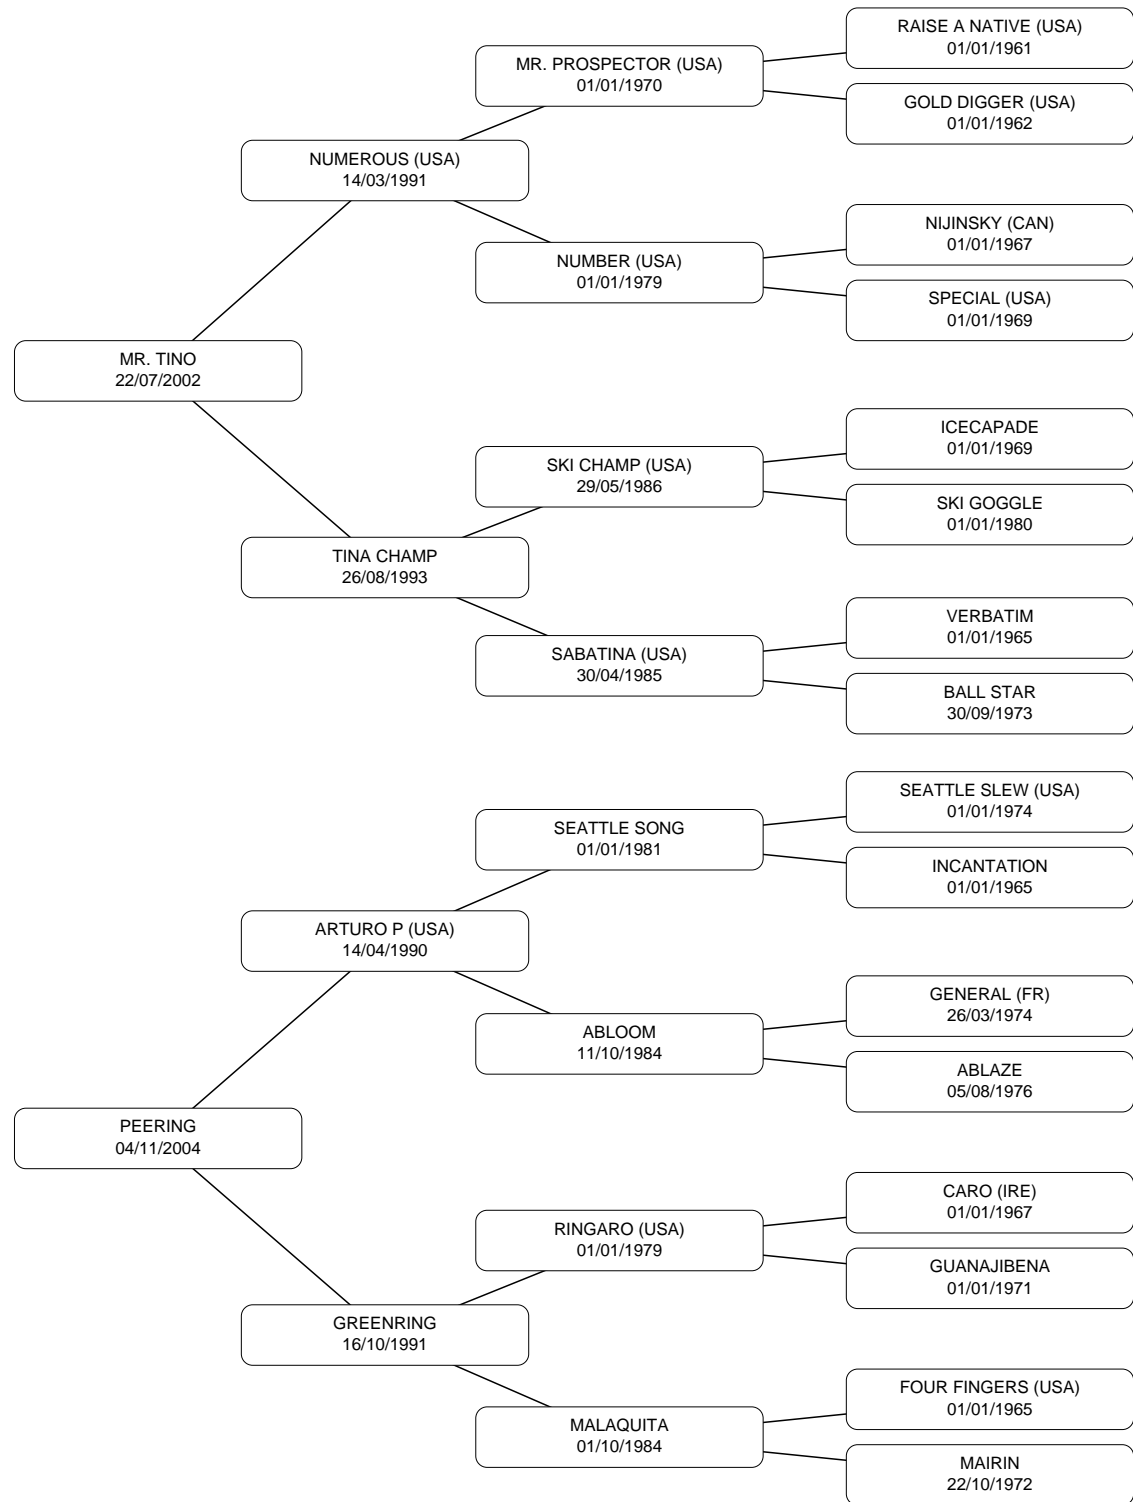 RAISE A NATIVE (USA)
01/01/1961
MR. PROSPECTOR (USA)
01/01/1970
GOLD DIGGER (USA)
01/01/1962
NUMEROUS (USA)
14/03/1991
NIJINSKY (CAN)
01/01/1967
NUMBER (USA)
01/01/1979
SPECIAL (USA)
01/01/1969
MR. TINO
22/07/2002
ICECAPADE
01/01/1969
SKI CHAMP (USA)
29/05/1986
SKI GOGGLE
01/01/1980
TINA CHAMP
26/08/1993
VERBATIM
01/01/1965
SABATINA (USA)
30/04/1985
BALL STAR
30/09/1973
SEATTLE SLEW (USA)
01/01/1974
SEATTLE SONG
01/01/1981
INCANTATION
01/01/1965
ARTURO P (USA)
14/04/1990
GENERAL (FR)
26/03/1974
ABLOOM
11/10/1984
ABLAZE
05/08/1976
PEERING
04/11/2004
CARO (IRE)
01/01/1967
RINGARO (USA)
01/01/1979
GUANAJIBENA
01/01/1971
GREENRING
16/10/1991
FOUR FINGERS (USA)
01/01/1965
MALAQUITA
01/10/1984
MAIRIN
22/10/1972